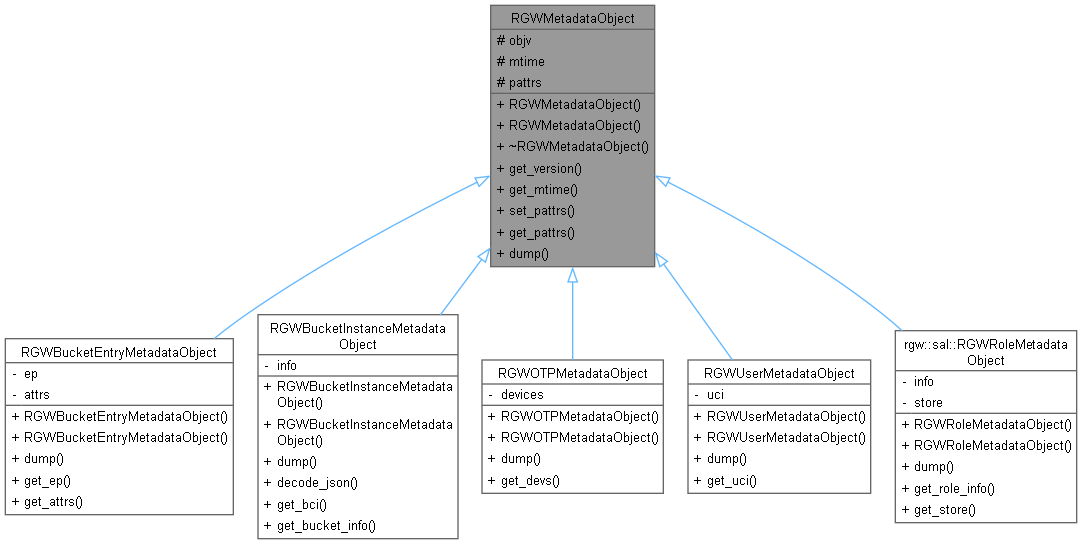 RGWMetadataObject
# objv
# mtime
# pattrs
+ RGWMetadataObject()
+ RGWMetadataObject()
+ ~RGWMetadataObject()
+ get_version()
+ get_mtime()
+ set_pattrs()
+ get_pattrs()
+ dump()
RGWBucketEntryMetadataObject
- ep
- attrs
+ RGWBucketEntryMetadataObject()
+ RGWBucketEntryMetadataObject()
+ dump()
+ get_ep()
+ get_attrs()
RGWBucketInstanceMetadata
Object
- info
+ RGWBucketInstanceMetadata
Object()
+ RGWBucketInstanceMetadata
Object()
+ dump()
+ decode_json()
+ get_bci()
+ get_bucket_info()
RGWOTPMetadataObject
- devices
+ RGWOTPMetadataObject()
+ RGWOTPMetadataObject()
+ dump()
+ get_devs()
RGWUserMetadataObject
- uci
+ RGWUserMetadataObject()
+ RGWUserMetadataObject()
+ dump()
+ get_uci()
rgw::sal::RGWRoleMetadata
Object
- info
- store
+ RGWRoleMetadataObject()
+ RGWRoleMetadataObject()
+ dump()
+ get_role_info()
+ get_store()